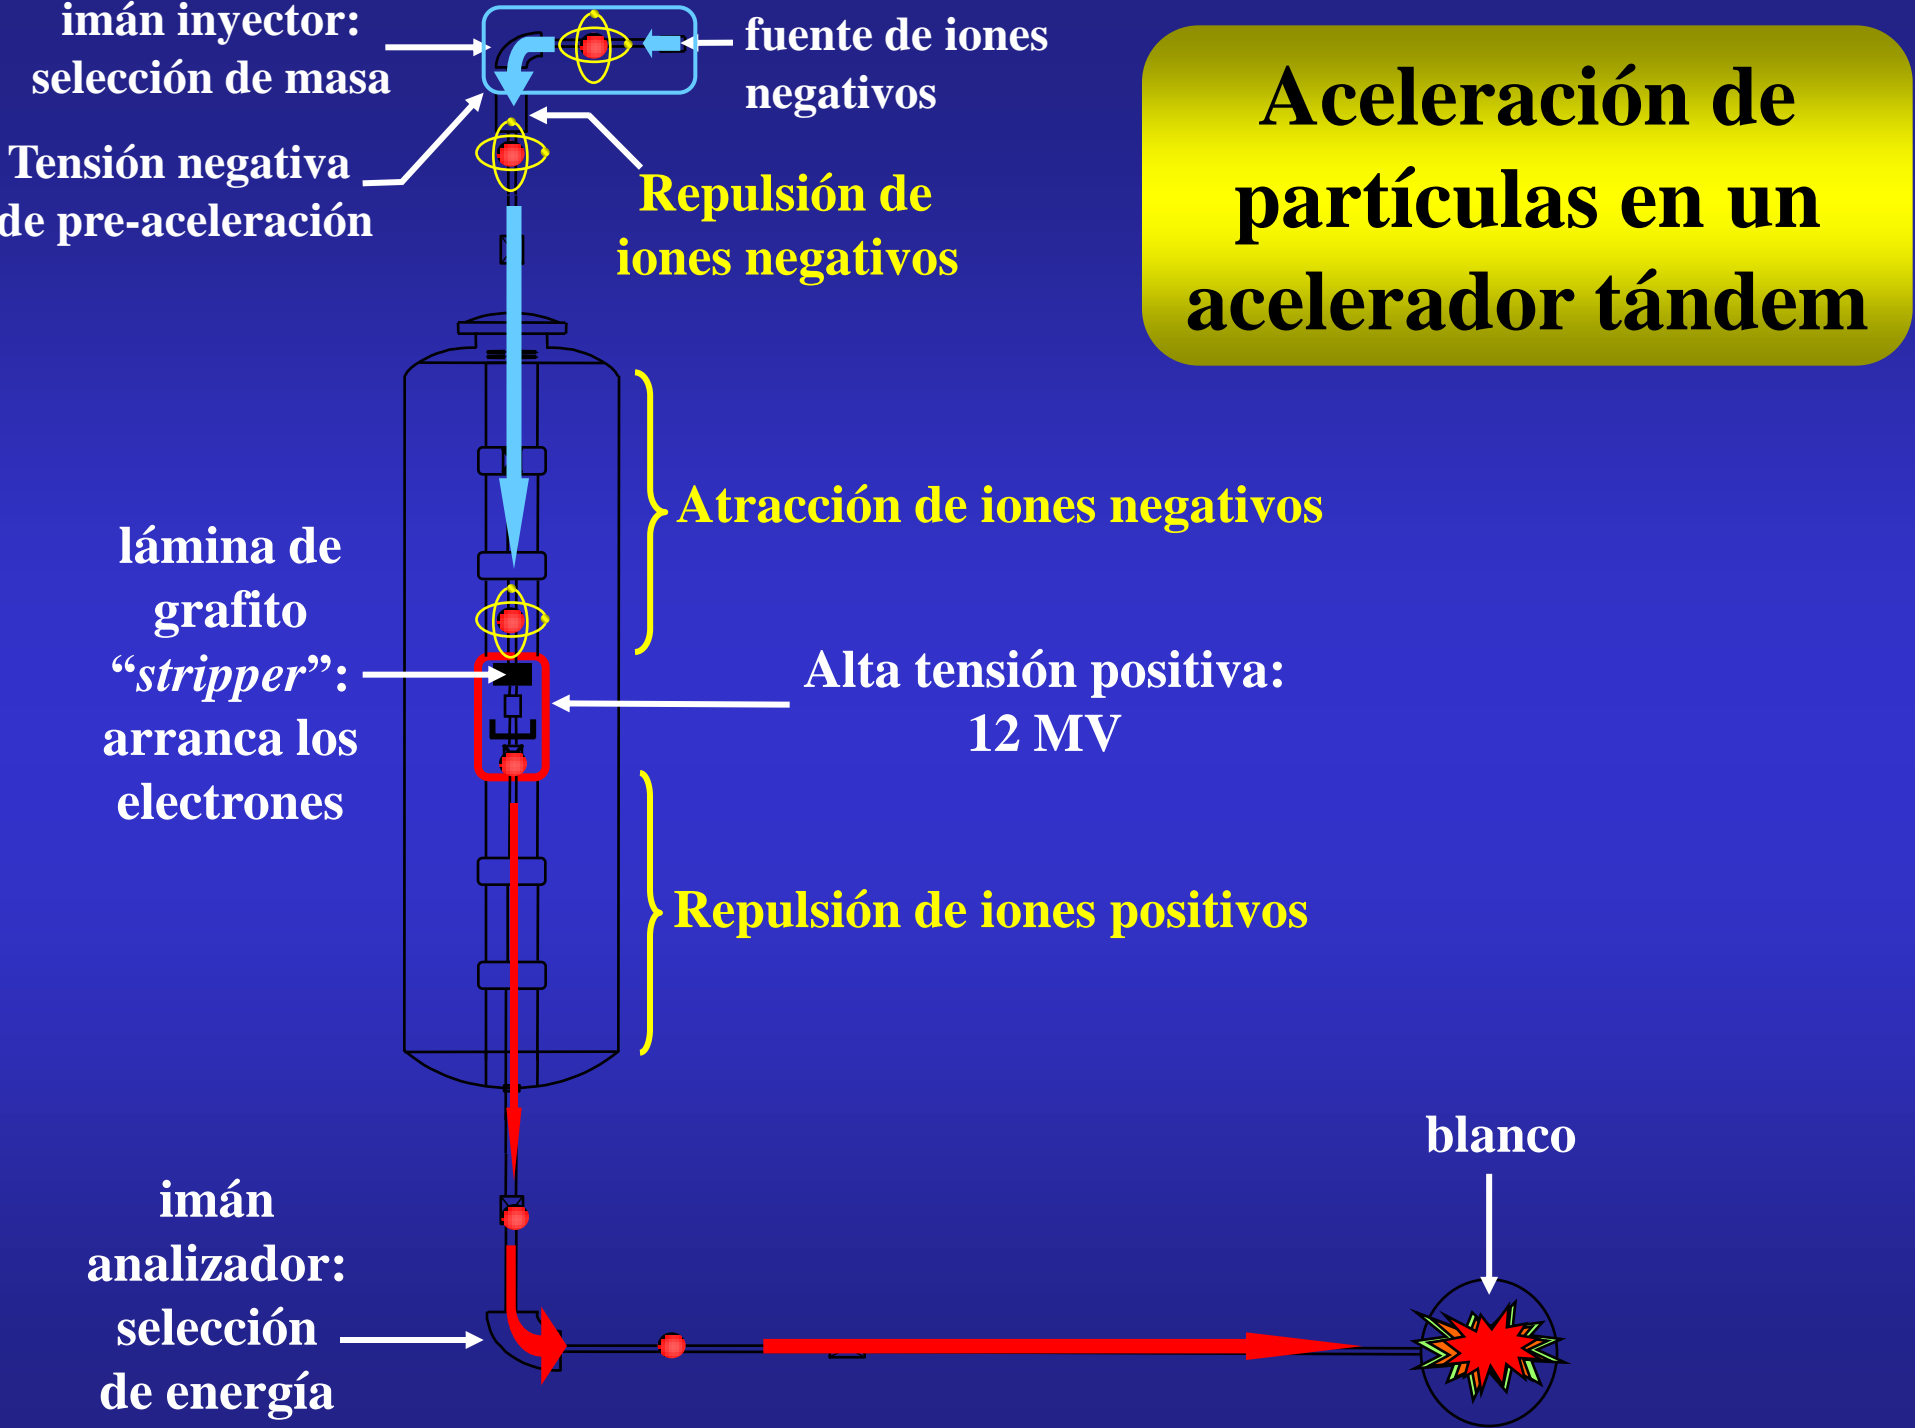 imán inyector:
selección de masa
fuente de iones
negativos
Aceleración de
partículas en un
acelerador tándem
Tensión negativa
de pre-aceleración
Repulsión de
iones negativos
Atracción de iones negativos
lámina de
grafito
“stripper”:
arranca los
electrones
Alta tensión positiva:
12 MV
Repulsión de iones positivos
blanco
imán
analizador:
selección
de energía